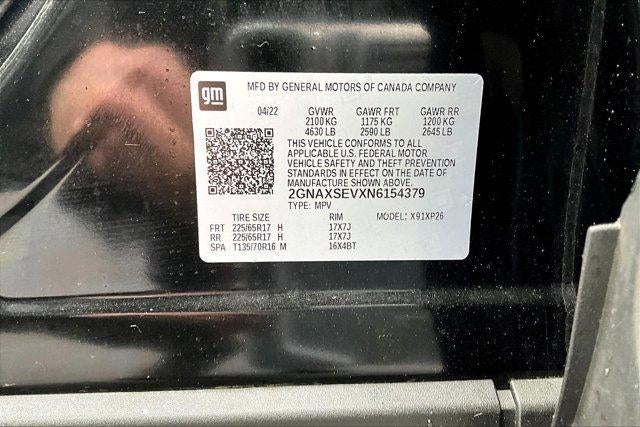 MFD BY GENERAL MOTORS OF CANADA COMPANY
gm
04/22 GVWR GAWR FRT GAWR RR
2100 KG 1175 KG 1200 KG
4630 LB 2590 LB 2645 LB
THIS VEHICLE CONFORMS TO ALL
APPLICABLE U.S. FEDERAL MOTOR
VEHICLE SAFETY AND THEFT PREVENTION
STANDARDS IN EFFECT ON THE DATE OF
MANUFACTURE SHOWN ABOVE.
2GNAXSEVXN6154379
TYPE: MPV
TIRE SIZE RIM MODEL: X91XP26
FRT 225/65R17 H 17X7J
RR 225/65R17 H 17X7J
SPA T135/70R16 M 16X4BT